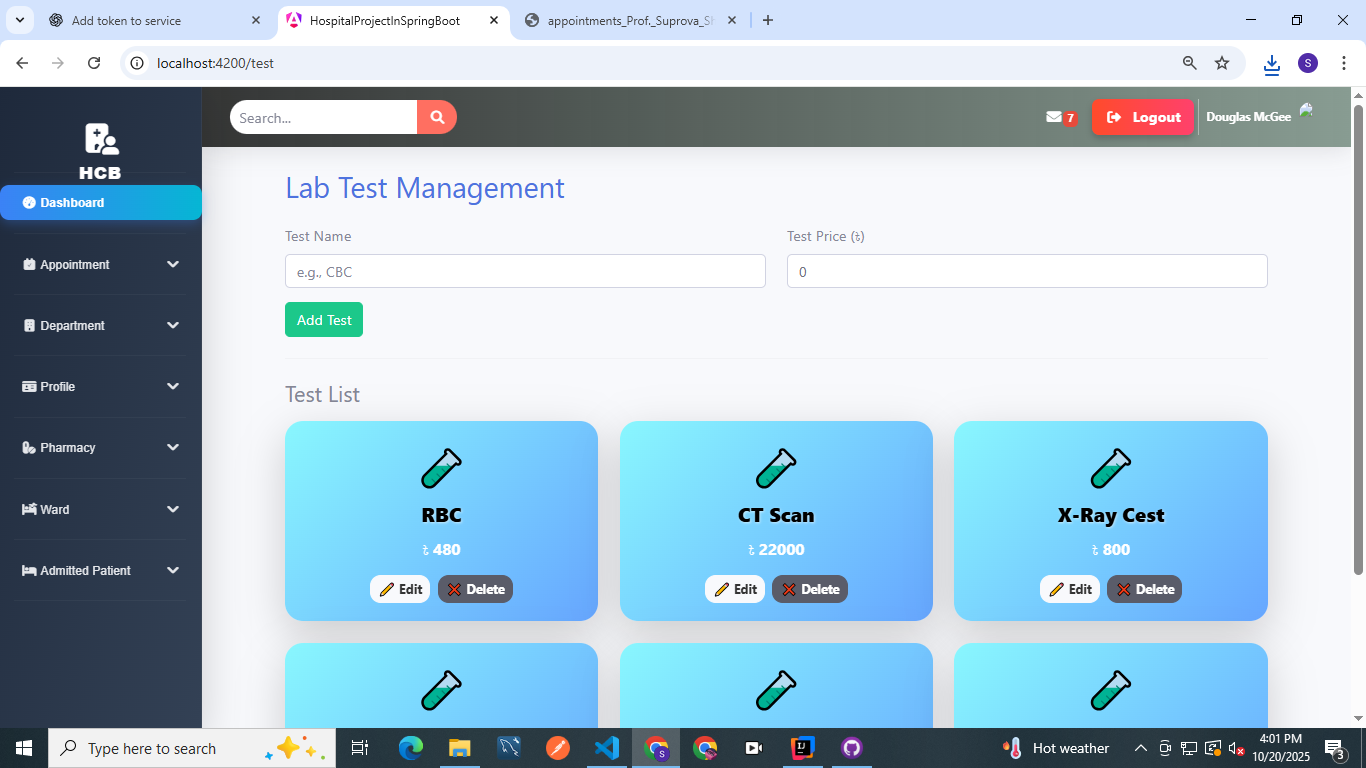 Add token to service
HospitalProjectInSpringBoot
appointments_Prof._Suprova_S
localhost:4200/test
S
HCB
Dashboard
Appointment
Department
Profile
Pharmacy
Ward
Admitted Patient
Search...
7
Logout
Douglas McGee
Lab Test Management
Test Name
Test Price (৳)
e.g., CBC
0
Add Test
Test List
RBC
৳ 480
Edit
Delete
CT Scan
৳ 22000
Edit
Delete
X-Ray Cest
৳ 800
Edit
Delete
Type here to search
Hot weather
4:01 PM
10/20/2025
3